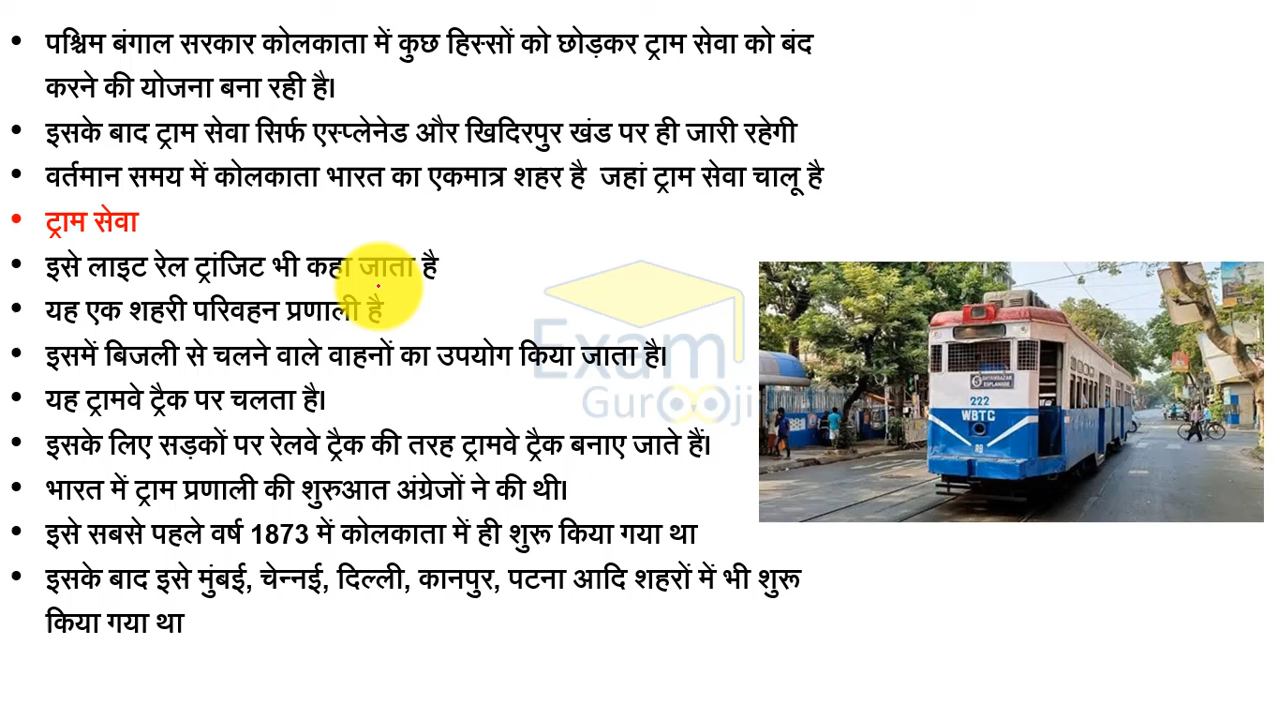 • पश्चिम बंगाल सरकार कोलकाता में कुछ हिस्सों को छोड़कर ट्राम सेवा को बंद
करने की योजना बना रही है।
• इसके बाद ट्राम सेवा सिर्फ एस्प्लेनेड और खिदिरपुर खंड पर ही जारी रहेगी
• वर्तमान समय में कोलकाता भारत का एकमात्र शहर है जहां ट्राम सेवा चालू है
• ट्राम सेवा
• इसे लाइट रेल ट्रांजिट भी कहा जाता है
• यह एक शहरी परिवहन प्रणाली है
• इसमें बिजली से चलने वाले वाहनों का उपयोग किया जाता है।
• यह ट्रामवे ट्रैक पर चलता है।
• इसके लिए सड़कों पर रेलवे ट्रैक की तरह ट्रामवे ट्रैक बनाए जाते हैं।
• भारत में ट्राम प्रणाली की शुरुआत अंग्रेजों ने की थी।
• इसे सबसे पहले वर्ष 1873 में कोलकाता में ही शुरू किया गया था
• इसके बाद इसे मुंबई, चेन्नई, दिल्ली, कानपुर, पटना आदि शहरों में भी शुरू
किया गया था
Exam
Gurooji
5
ESPLANADE
222
WBTC